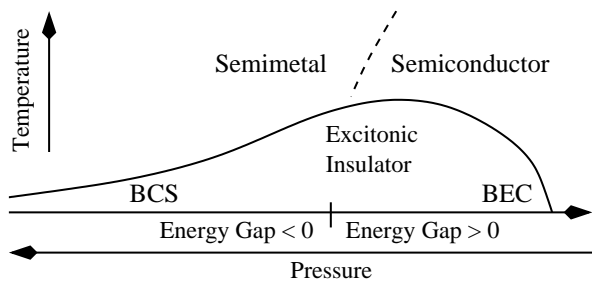 Temperature
Semimetal
Semiconductor
Excitonic
Insulator
BCS
BEC
Energy Gap < 0
Energy Gap > 0
Pressure